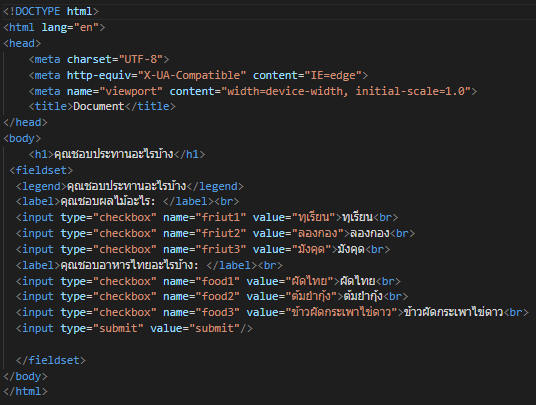 <!DOCTYPE html>
<html lang="en">
<head>
    <meta charset="UTF-8">
    <meta http-equiv="X-UA-Compatible" content="IE=edge">
    <meta name="viewport" content="width=device-width, initial-scale=1.0">
    <title>Document</title>
</head>
<body>
    <h1>คุณชอบประทานอะไรบ้าง</h1>
 <fieldset>
  <legend>คุณชอบประทานอะไรบ้าง</legend>
  <label>คุณชอบผลไม้อะไร: </label><br>
  <input type="checkbox" name="friut1" value="ทุเรียน">ทุเรียน<br>
  <input type="checkbox" name="friut2" value="ลองกอง">ลองกอง<br>
  <input type="checkbox" name="friut3" value="มังคุด">มังคุด<br>
  <label>คุณชอบอาหารไทยอะไรบ้าง: </label><br>
  <input type="checkbox" name="food1" value="ผัดไทย">ผัดไทย<br>
  <input type="checkbox" name="food2" value="ต้มยำกุ้ง">ต้มยำกุ้ง<br>
  <input type="checkbox" name="food3" value="ข้าวผัดกระเพาไข่ดาว">ข้าวผัดกระเพาไข่ดาว<br>
  <input type="submit" value="submit"/>
  </fieldset>
</body>
</html>